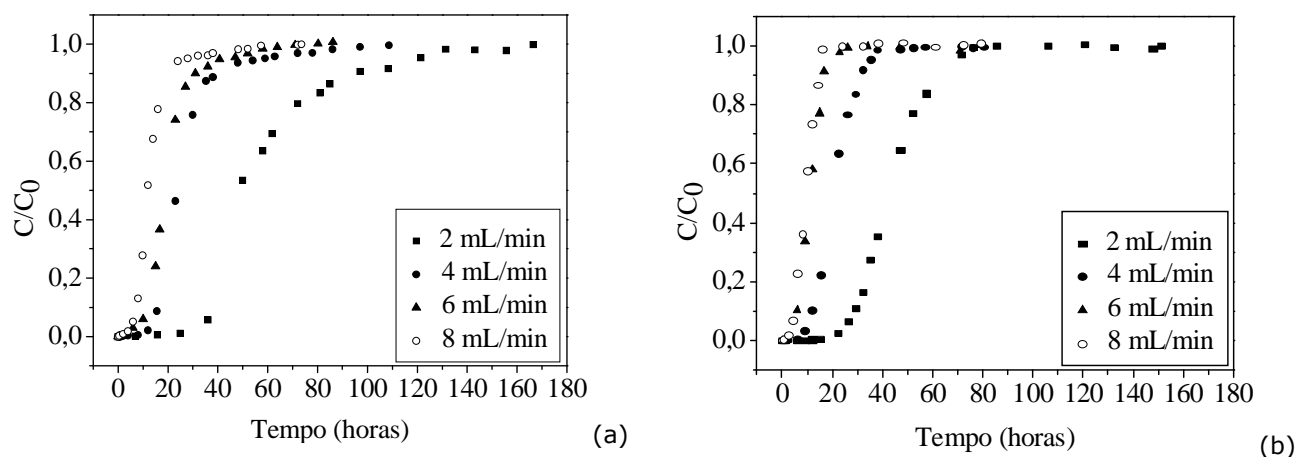 C/C0
1,0
0,8
0,6
0,4
0,2
0,0
2 mL/min
4 mL/min
6 mL/min
8 mL/min
0 20 40 60 80 100 120 140 160 180
Tempo (horas)
(a)
C/C0
1,0
0,8
0,6
0,4
0,2
0,0
2 mL/min
4 mL/min
6 mL/min
8 mL/min
0 20 40 60 80 100 120 140 160 180
Tempo (horas)
(b)